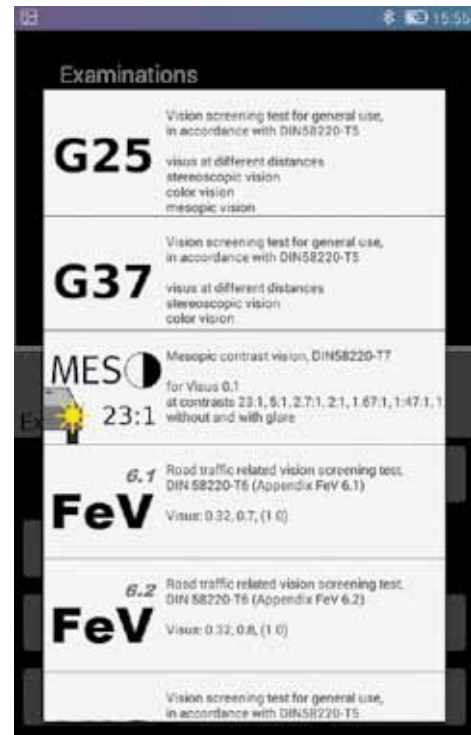 15:55
Examinations
G25
Vision screening test for general use,
in accordance with DIN58220-T5
visus at different distances
stereoscopic vision
color vision
mesopic vision
G37
Vision screening test for general use,
in accordance with DIN58220-T5
visus at different distances
stereoscopic vision
color vision
MES
23:1
Mesopic contrast vision, DIN58220-T7
for Visus 0.1
at contrasts 23:1, 5:1, 2.7:1, 2:1, 1.67:1, 1:47:1, 1
without and with glare
Ex
6.1
FeV
Road traffic related vision screening test,
DIN 58220-T6 (Appendix FeV 6.1)
Visus: 0.32, 0.7, (1.0)
6.2
FeV
Road traffic related vision screening test,
DIN 58220-T6 (Appendix FeV 6.2)
Visus: 0.32, 0.8, (1.0)
Vision screening test for general use,
in accordance with DIN58220-T5